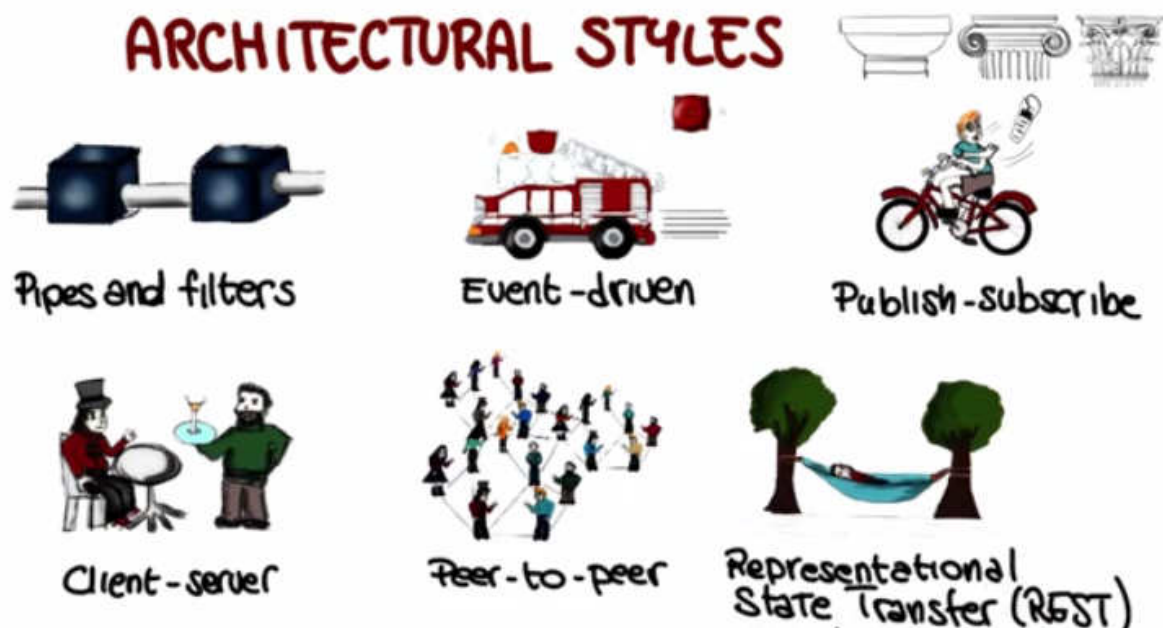 ARCHITECTURAL STYLES
Pipes and filters
Event-driven
Publish-subscribe
Client-server
Peer-to-peer
Representational
State Transfer (REST)